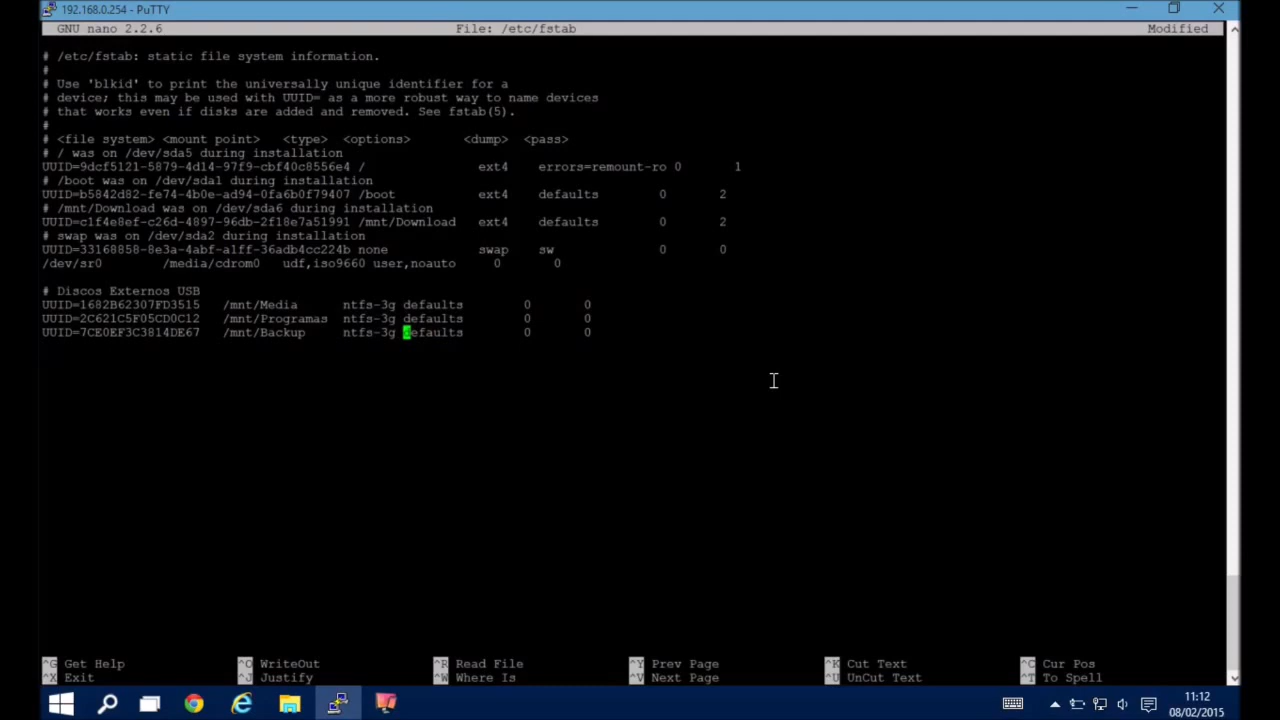 192.168.0.254 - PuTTY
GNU nano 2.2.6 File: /etc/fstab Modified
# /etc/fstab: static file system information.
#
# Use 'blkid' to print the universally unique identifier for a
# device; this may be used with UUID= as a more robust way to name devices
# that works even if disks are added and removed. See fstab(5).
#
# <file system> <mount point> <type> <options> <dump> <pass>
# / was on /dev/sda5 during installation
UUID=9dcf5121-5879-4d14-97f9-cbf40c8556e4 / ext4 errors=remount-ro 0 1
# /boot was on /dev/sda1 during installation
UUID=b5842d82-fe74-4b0e-ad94-0fa6b0f79407 /boot ext4 defaults 0 2
# /mnt/Download was on /dev/sda6 during installation
UUID=c1f4e8ef-c26d-4897-96db-2f18e7a51991 /mnt/Download ext4 defaults 0 2
# swap was on /dev/sda2 during installation
UUID=33168858-8e3a-4abf-a1ff-36adb4cc224b none swap sw 0 0
/dev/sr0 /media/cdrom0 udf,iso9660 user,noauto 0 0
# Discos Externos USB
UUID=1682B62307FD3515 /mnt/Media ntfs-3g defaults 0 0
UUID=2C621C5F05CD0C12 /mnt/Programas ntfs-3g defaults 0 0
UUID=7CE0EF3C3814DE67 /mnt/Backup ntfs-3g defaults 0 0
^G Get Help ^O WriteOut ^R Read File ^Y Prev Page ^K Cut Text ^C Cur Pos
^X Exit ^J Justify ^W Where Is ^V Next Page ^U UnCut Text ^T To Spell
11:12
08/02/2015